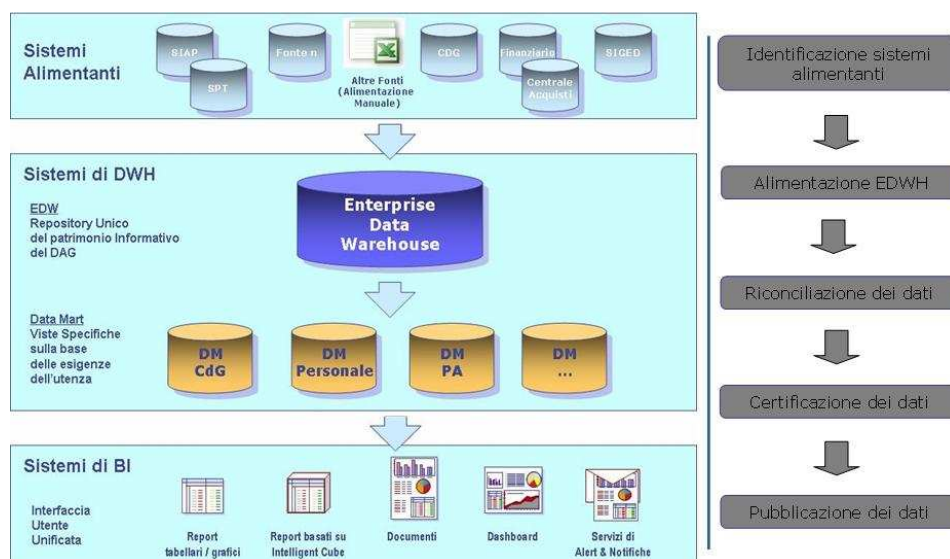 Sistemi
Alimentanti
SIAP
SPT
Fonte n
Altre Fonti
(Alimentazione
Manuale)
CDG
Finanziario
Centrale
Acquisti
SIGED
Sistemi di DWH
EDW
Repository Unico
del patrimonio Informativo
del DAG
Enterprise
Data
Warehouse
Data Mart
Viste Specifiche
sulla base
delle esigenze
dell'utenza
DM
CdG
DM
Personale
DM
PA
DM
...
Sistemi di BI
Interfaccia
Utente
Unificata
Report
tabellari / grafici
Report basati su
Intelligent Cube
Documenti
Dashboard
Servizi di
Alert & Notifiche
Identificazione sistemi
alimentanti
Alimentazione EDWH
Riconciliazione dei dati
Certificazione dei dati
Pubblicazione dei dati